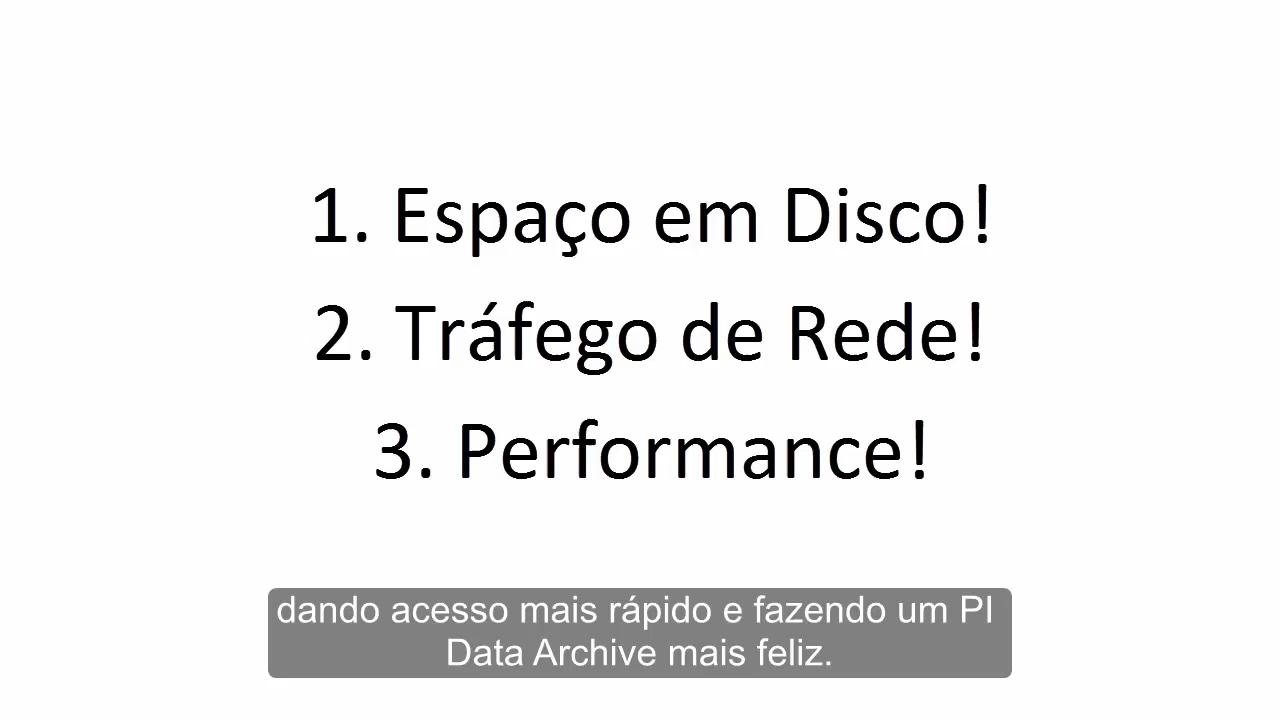 1. Espaço em Disco!
2. Tráfego de Rede!
3. Performance!
dando acesso mais rápido e fazendo um PI
Data Archive mais feliz.